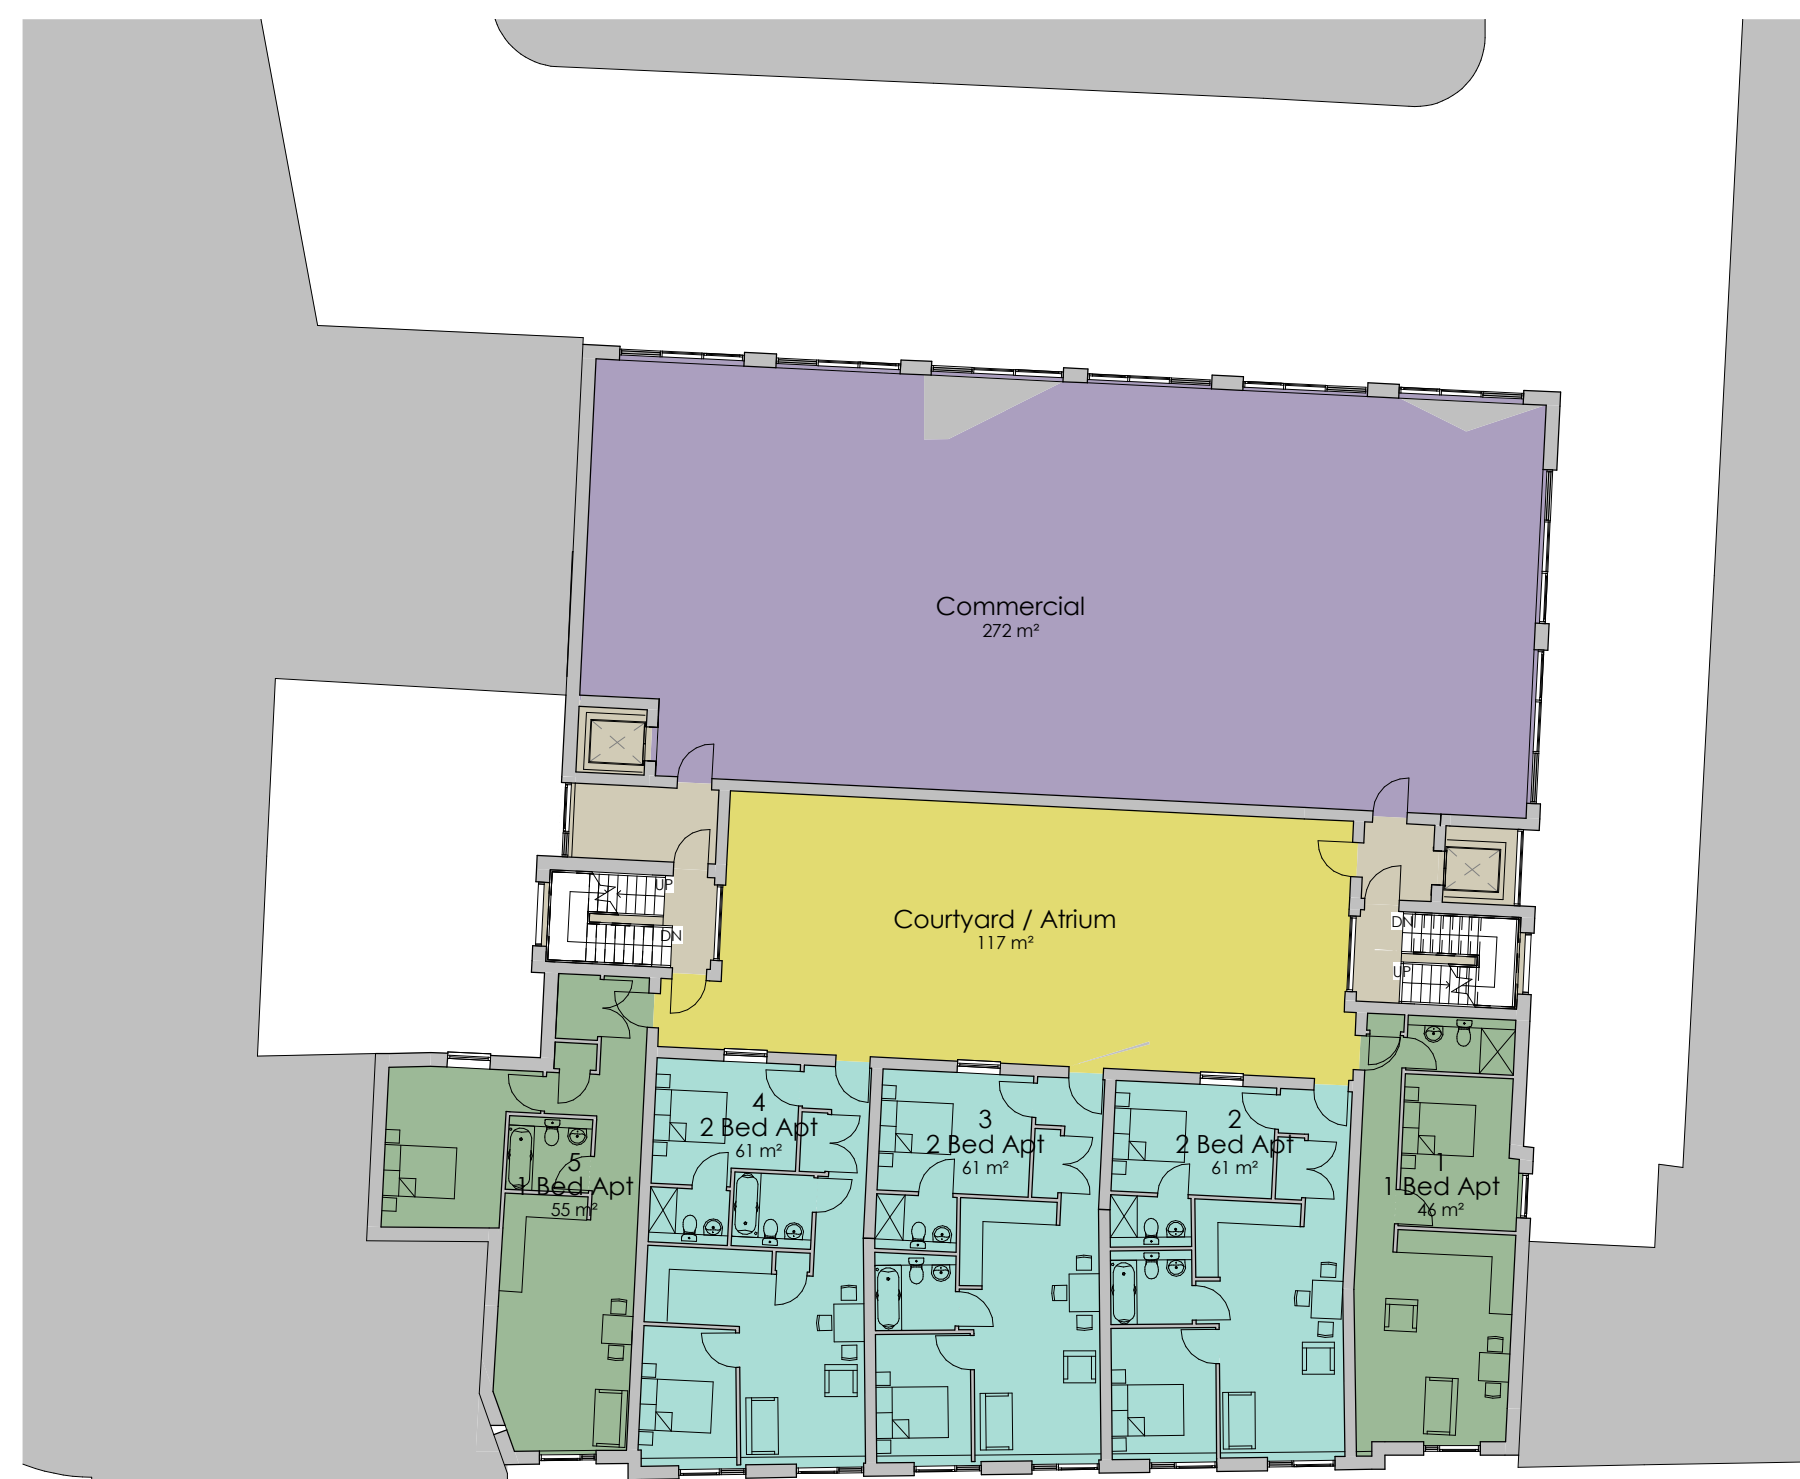 Commercial
272 m²
UP
DN
Courtyard / Atrium
117 m²
DN
UP
4
2 Bed Apt
61 m²
3
2 Bed Apt
61 m²
2
2 Bed Apt
61 m²
5
1 Bed Apt
55 m²
1
1 Bed Apt
46 m²